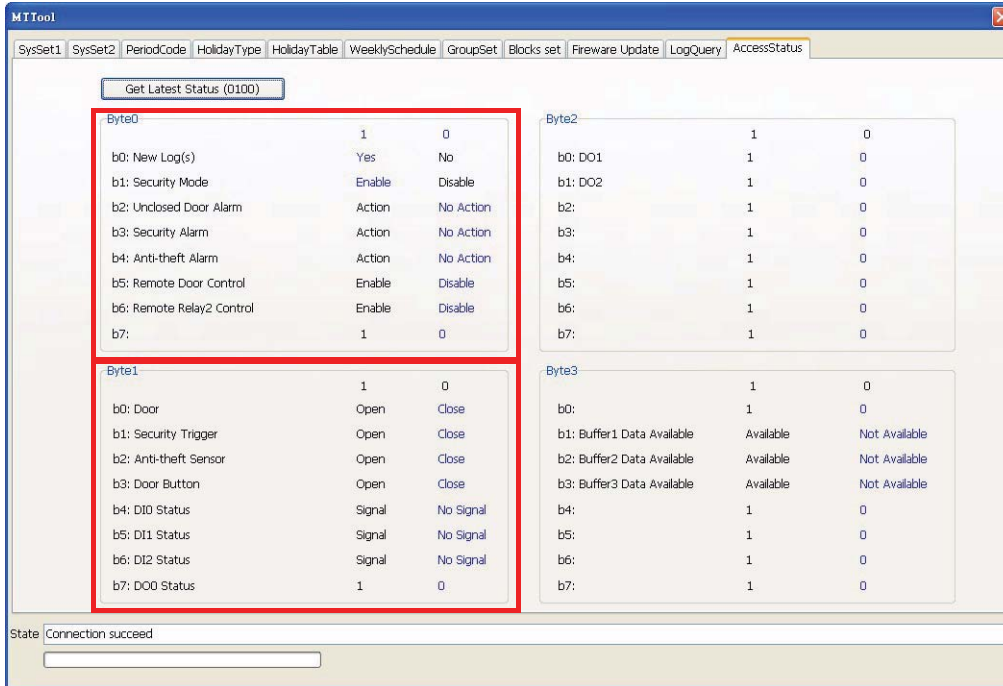 MTTool
SysSet1 SysSet2 PeriodCode HolidayType HolidayTable WeeklySchedule GroupSet Blocks set Fireware Update LogQuery AccessStatus
Get Latest Status (0100)
Byte0
1 0
b0: New Log(s) Yes No
b1: Security Mode Enable Disable
b2: Unclosed Door Alarm Action No Action
b3: Security Alarm Action No Action
b4: Anti-theft Alarm Action No Action
b5: Remote Door Control Enable Disable
b6: Remote Relay2 Control Enable Disable
b7: 1 0
Byte1
1 0
b0: Door Open Close
b1: Security Trigger Open Close
b2: Anti-theft Sensor Open Close
b3: Door Button Open Close
b4: DI0 Status Signal No Signal
b5: DI1 Status Signal No Signal
b6: DI2 Status Signal No Signal
b7: DO0 Status 1 0
Byte2
1 0
b0: DO1 1 0
b1: DO2 1 0
b2: 1 0
b3: 1 0
b4: 1 0
b5: 1 0
b6: 1 0
b7: 1 0
Byte3
1 0
b0: 1 0
b1: Buffer1 Data Available Available Not Available
b2: Buffer2 Data Available Available Not Available
b3: Buffer3 Data Available Available Not Available
b4: 1 0
b5: 1 0
b6: 1 0
b7: 1 0
State Connection succeed